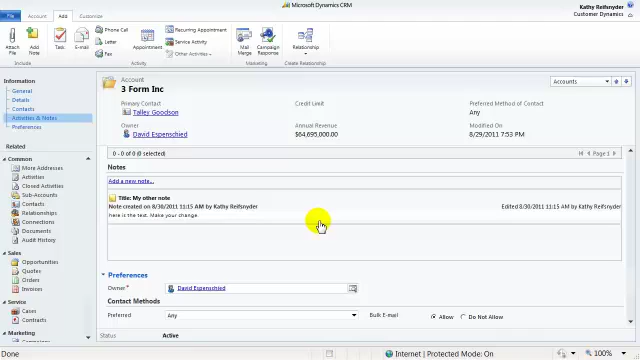 Microsoft Dynamics CRM
Kathy Reifsnyder
Customer Dynamics
File Account Add Customize
Attach File
Add Note
Task
E-mail
Phone Call
Letter
Fax
Appointment
Recurring Appointment
Service Activity
Other Activities
Mail Merge
Campaign Response
Relationship
Include Activities Marketing Create Relationship
Information
General
Details
Contacts
Activities & Notes
Preferences
Related
Common
More Addresses
Activities
Closed Activities
Sub-Accounts
Contacts
Relationships
Connections
Documents
Audit History
Sales
Opportunities
Quotes
Orders
Invoices
Service
Cases
Contracts
Marketing
Account
3 Form Inc
Accounts
Primary Contact Credit Limit Preferred Method of Contact
Talley Goodson Any
Owner Annual Revenue Modified On
David Espenschied $64,695,000.00 8/29/2011 7:53 PM
0 - 0 of 0 (0 selected) Page 1
Notes
Add a new note...
Title: My other note
Note created on 8/30/2011 11:15 AM by Kathy Reifsnyder Edited 8/30/2011 11:15 AM by Kathy Reifsnyder
here is the text. Make your change.
Preferences
Owner* David Espenschied
Contact Methods
Preferred Any Bulk E-mail Allow Do Not Allow
Status Active
Done Internet | Protected Mode: On 100%